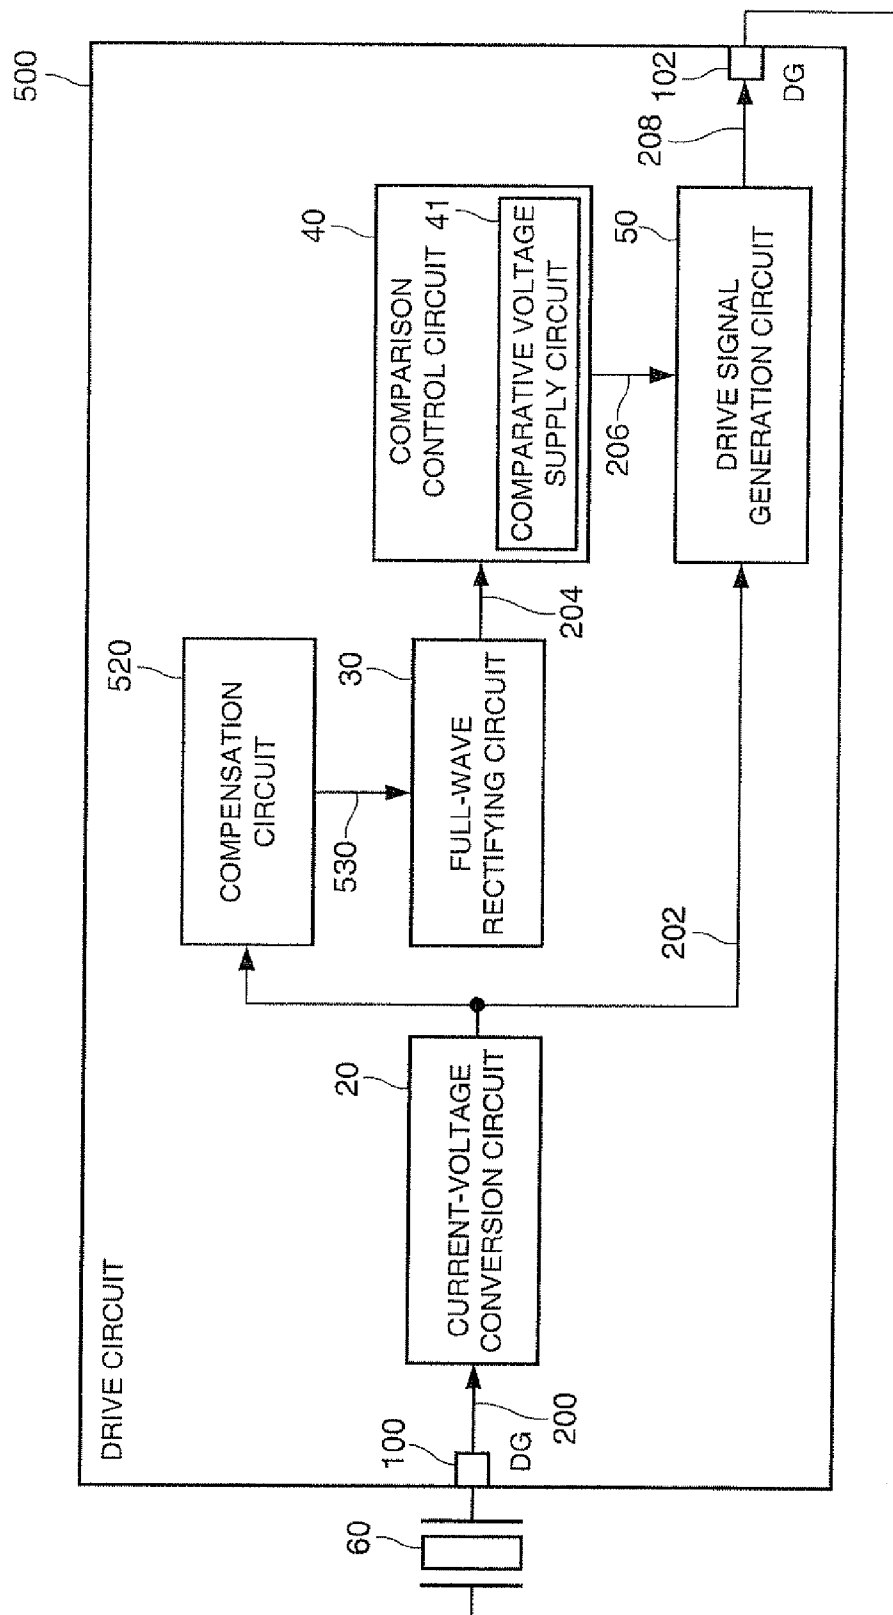 500
DRIVE CIRCUIT
60
100
DG
200
20
CURRENT-VOLTAGE
CONVERSION CIRCUIT
202
520
COMPENSATION
CIRCUIT
530
30
FULL-WAVE
RECTIFYING CIRCUIT
204
40
COMPARISON
CONTROL CIRCUIT
41
COMPARATIVE VOLTAGE
SUPPLY CIRCUIT
206
50
DRIVE SIGNAL
GENERATION CIRCUIT
208
102
DG